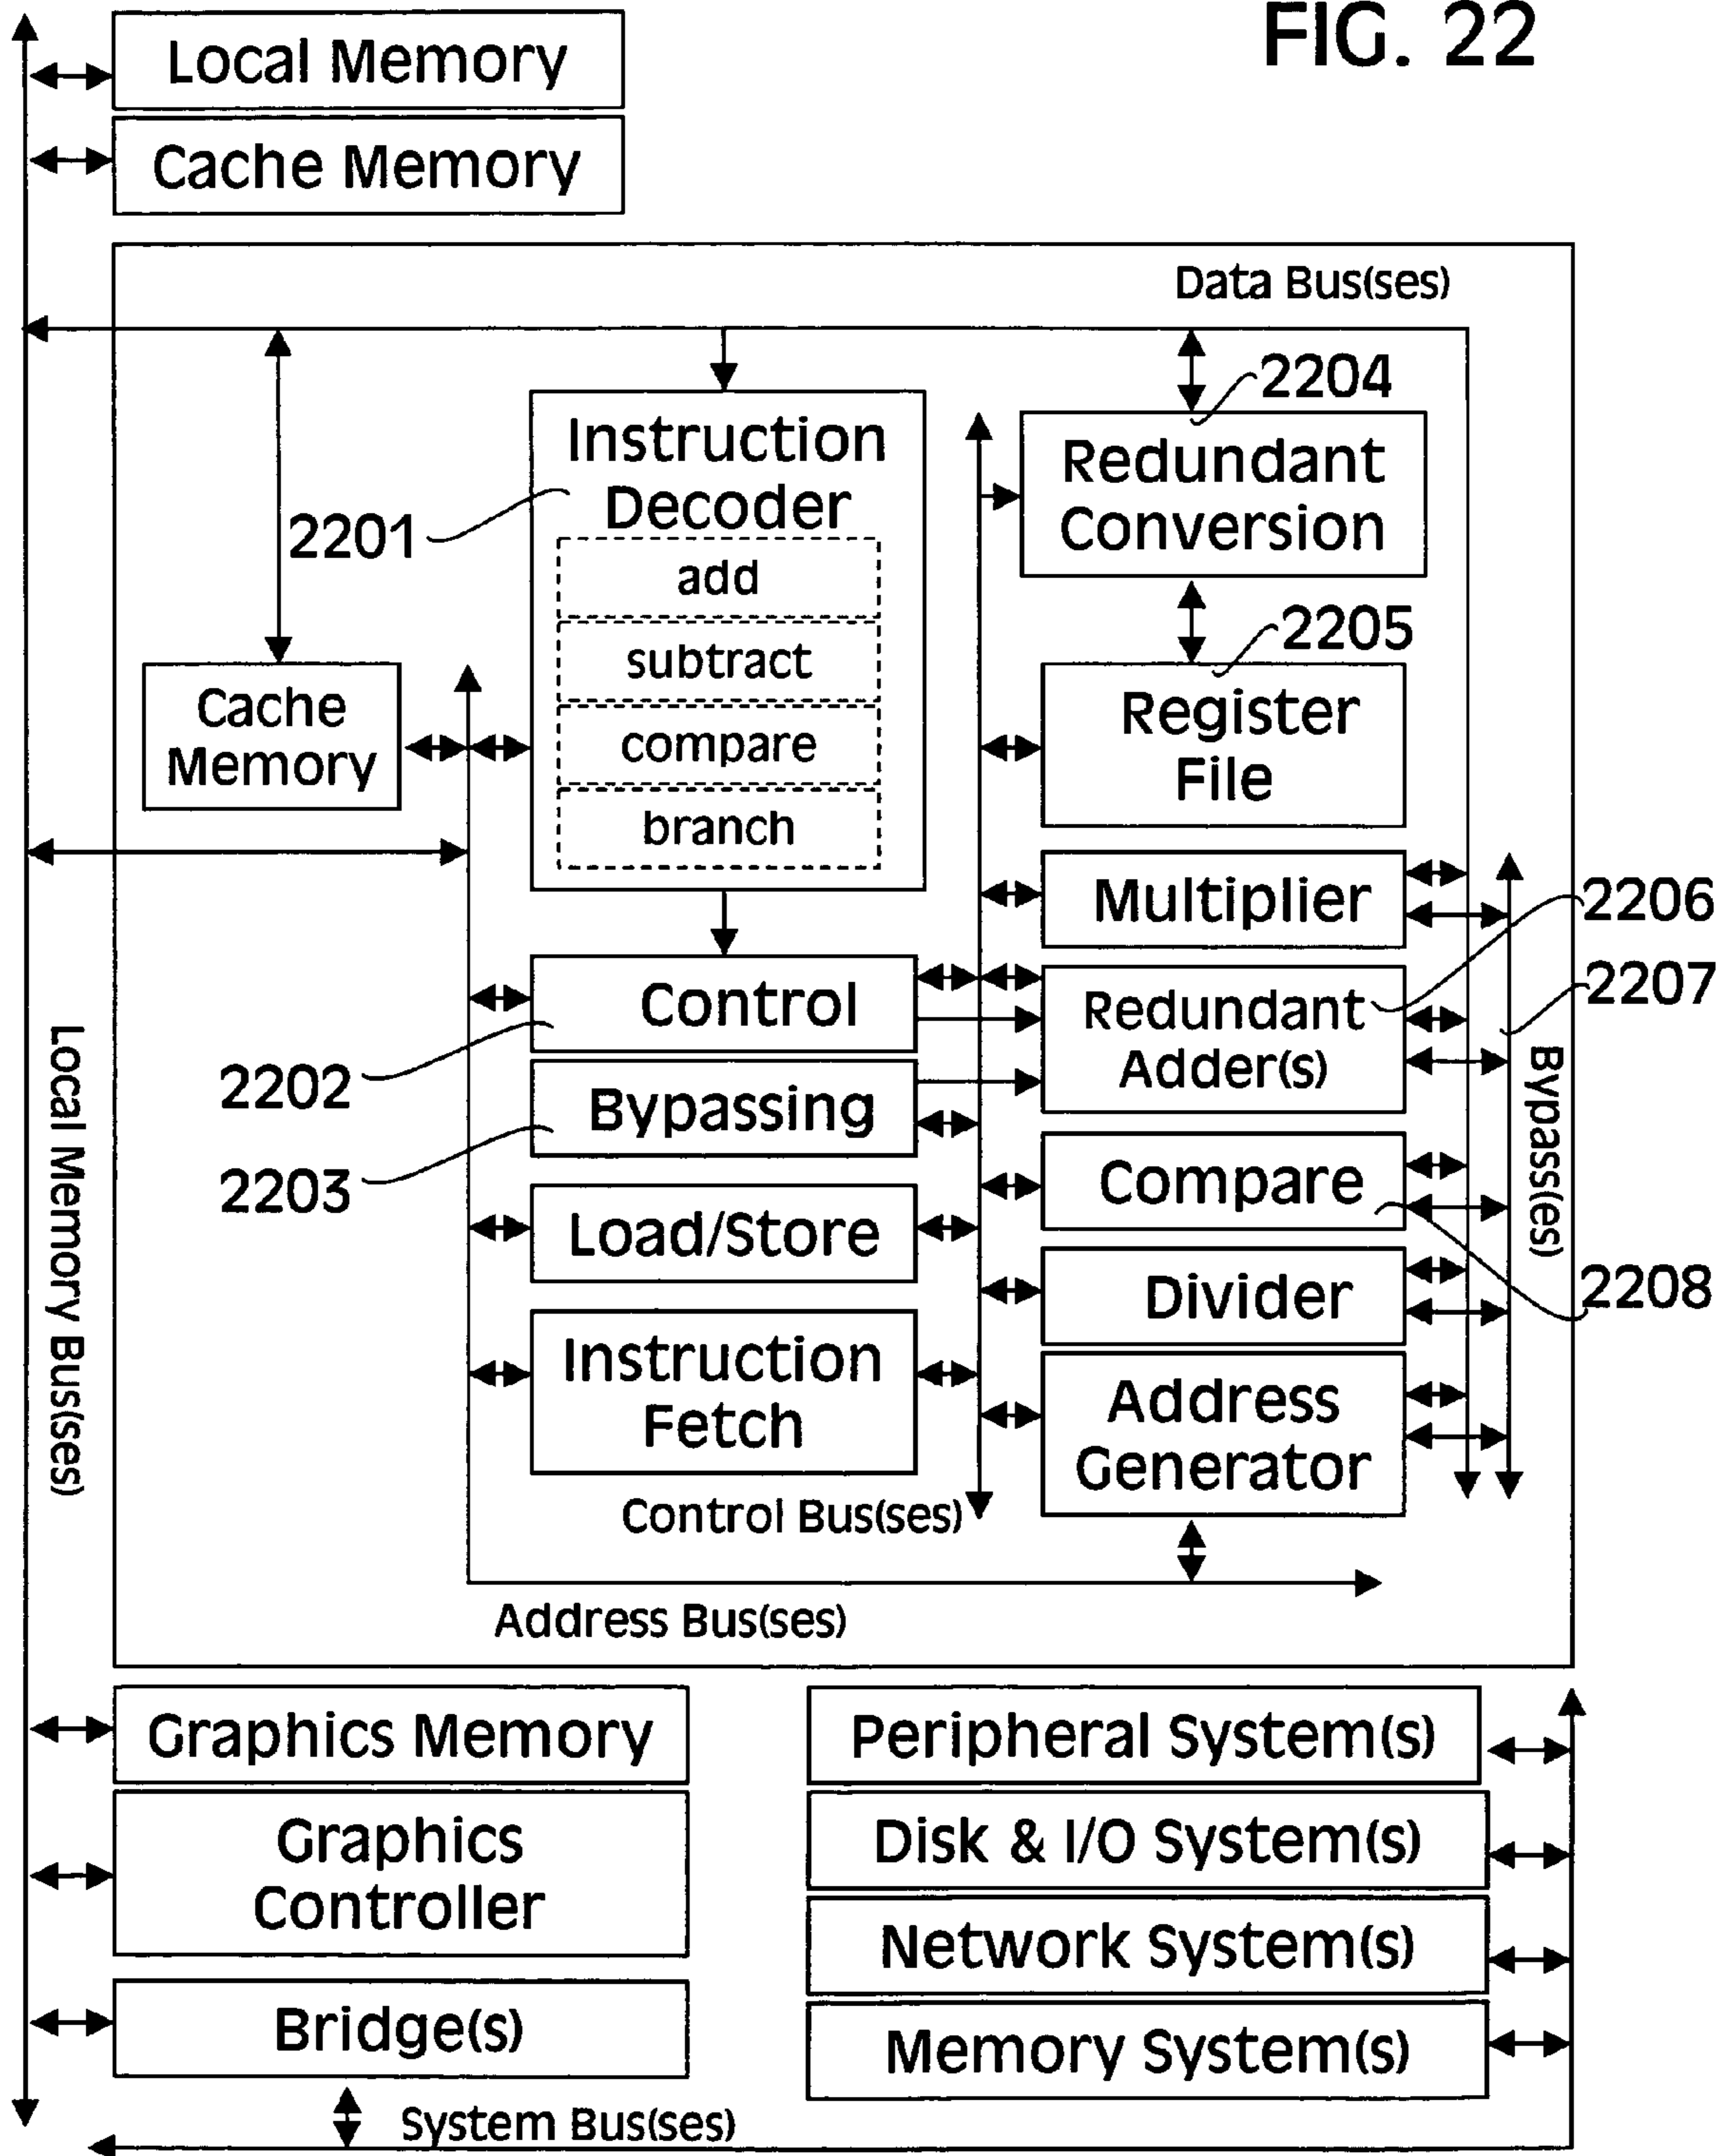 FIG. 22
Local Memory
Cache Memory
Data Bus(ses)
2204
Instruction
Decoder
2201
add
subtract
compare
branch
Redundant
Conversion
2205
Cache
Memory
Register
File
Multiplier
2206
2207
Control
2202
Redundant
Adder(s)
Bypassing
2203
Bypass(es)
Local Memory Bus(ses)
Load/Store
Compare
2208
Divider
Instruction
Fetch
Address
Generator
Control Bus(ses)
Address Bus(ses)
Graphics Memory
Peripheral System(s)
Graphics
Controller
Disk & I/O System(s)
Network System(s)
Bridge(s)
Memory System(s)
System Bus(ses)